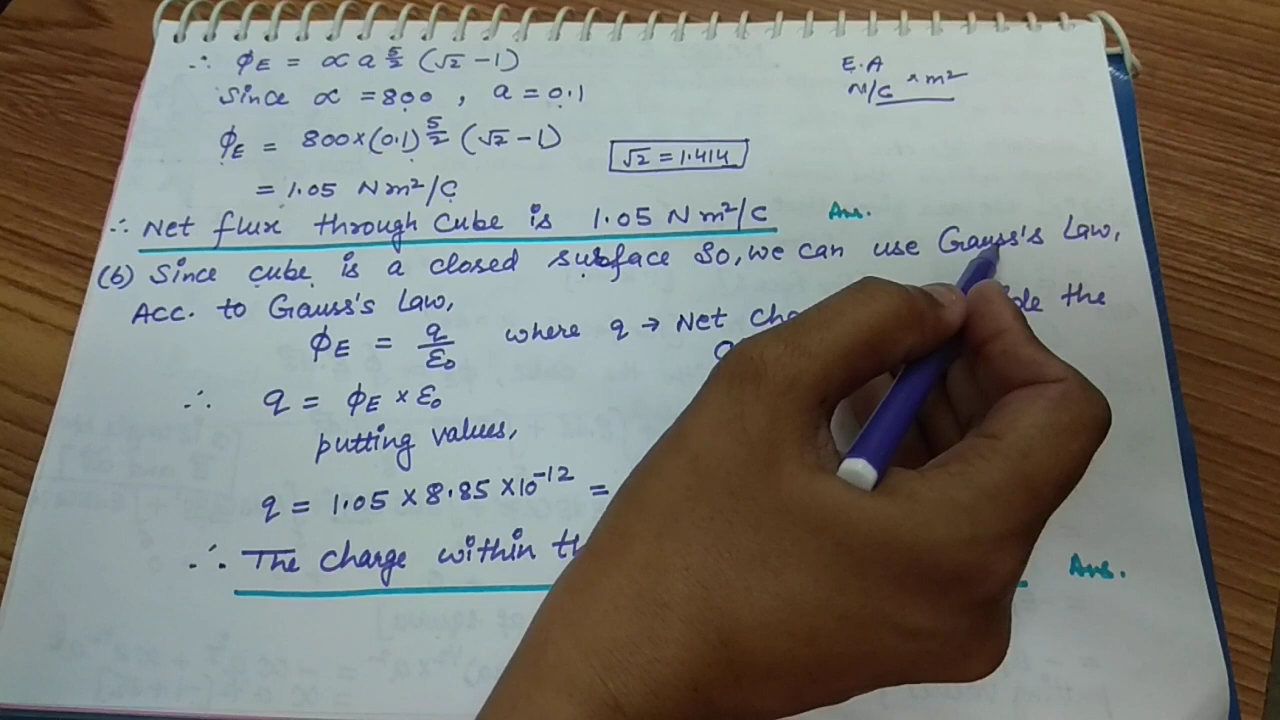 ∴ ϕE = ∝ a 5/2 (√2 − 1)
E.A
N/C × m²
Since ∝ = 800 , a = 0.1
ϕE = 800×(0.1) 5/2 (√2 − 1)
√2 = 1.414
= 1.05 Nm²/C
∴ Net flux through Cube is 1.05 Nm²/C Ans.
(b) Since cube is a closed surface So, we can use Gauss's Law,
Acc. to Gauss's Law,
ϕE = q/ε0 where q → Net the
∴ q = ϕE × ε0
putting values,
q = 1.05 × 8.85 × 10⁻¹² =
∴ The charge within Ans.